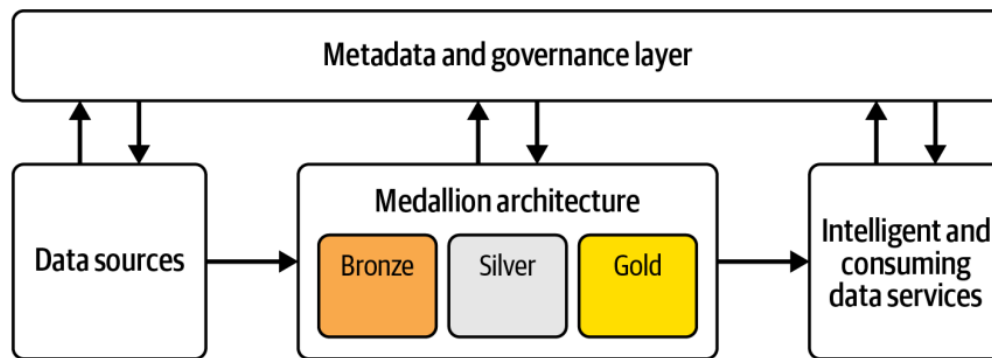 Metadata and governance layer
Data sources
Medallion architecture
Bronze
Silver
Gold
Intelligent and
consuming
data services